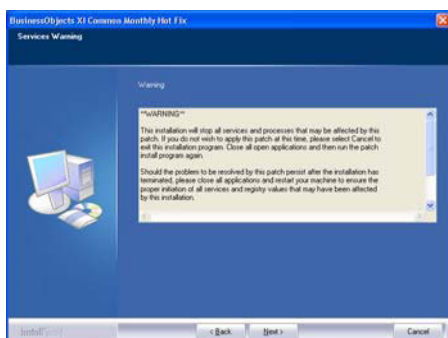 BusinessObjects XI Common Monthly Hot Fix
Services Warning
Warning
**WARNING**
This installation will stop all services and processes that may be affected by this
patch. If you do not wish to apply this patch at this time, please select Cancel to
exit this installation program. Close all open applications and then run the patch
install program again.
Should the problem to be resolved by this patch persist after the installation has
terminated, please close all applications and restart your machine to ensure the
proper initiation of all services and registry values that may have been affected
by this installation.
< Back
Next >
Cancel